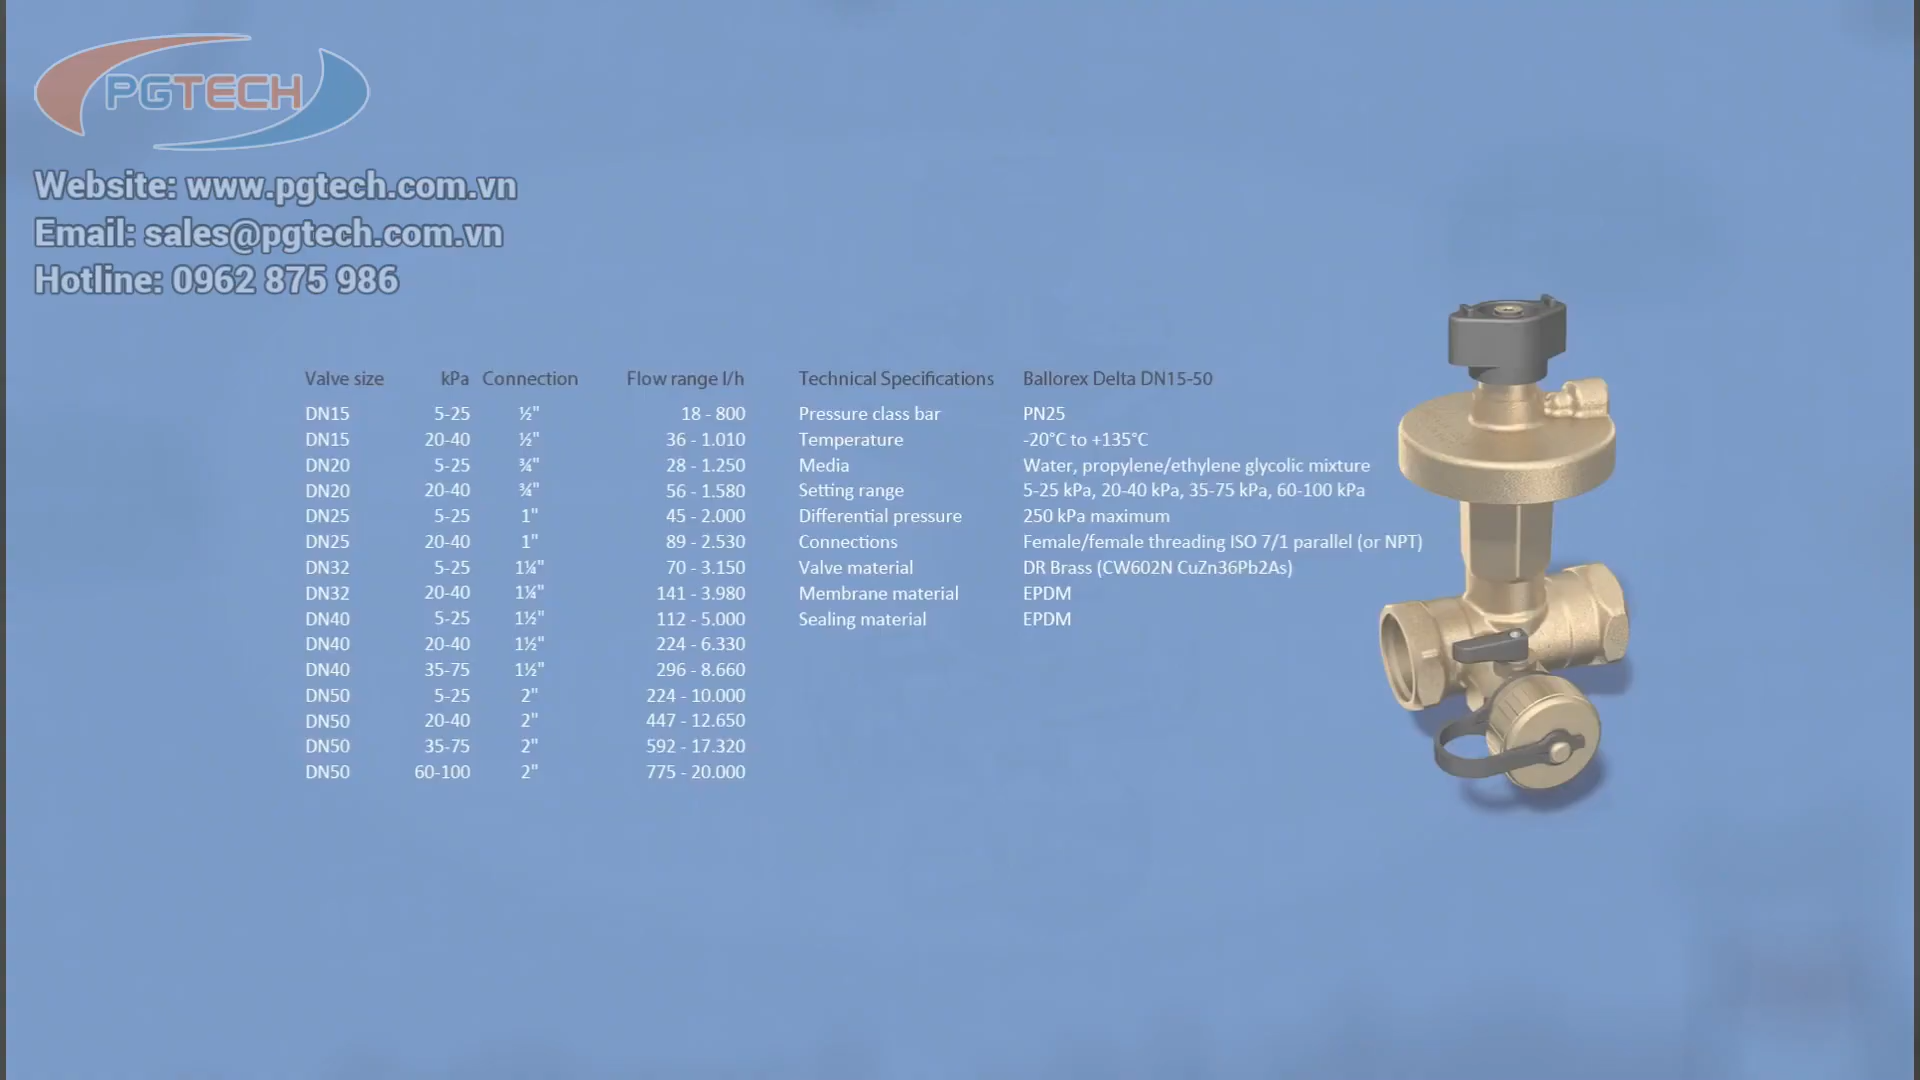 PGTECH
Website: www.pgtech.com.vn
Email: sales@pgtech.com.vn
Hotline: 0962 875 986
Valve size kPa Connection Flow range l/h
DN15 5-25 ½" 18 - 800
DN15 20-40 ½" 36 - 1.010
DN20 5-25 ¾" 28 - 1.250
DN20 20-40 ¾" 56 - 1.580
DN25 5-25 1" 45 - 2.000
DN25 20-40 1" 89 - 2.530
DN32 5-25 1¼" 70 - 3.150
DN32 20-40 1¼" 141 - 3.980
DN40 5-25 1½" 112 - 5.000
DN40 20-40 1½" 224 - 6.330
DN40 35-75 1½" 296 - 8.660
DN50 5-25 2" 224 - 10.000
DN50 20-40 2" 447 - 12.650
DN50 35-75 2" 592 - 17.320
DN50 60-100 2" 775 - 20.000
Technical Specifications Ballorex Delta DN15-50
Pressure class bar PN25
Temperature -20°C to +135°C
Media Water, propylene/ethylene glycolic mixture
Setting range 5-25 kPa, 20-40 kPa, 35-75 kPa, 60-100 kPa
Differential pressure 250 kPa maximum
Connections Female/female threading ISO 7/1 parallel (or NPT)
Valve material DR Brass (CW602N CuZn36Pb2As)
Membrane material EPDM
Sealing material EPDM